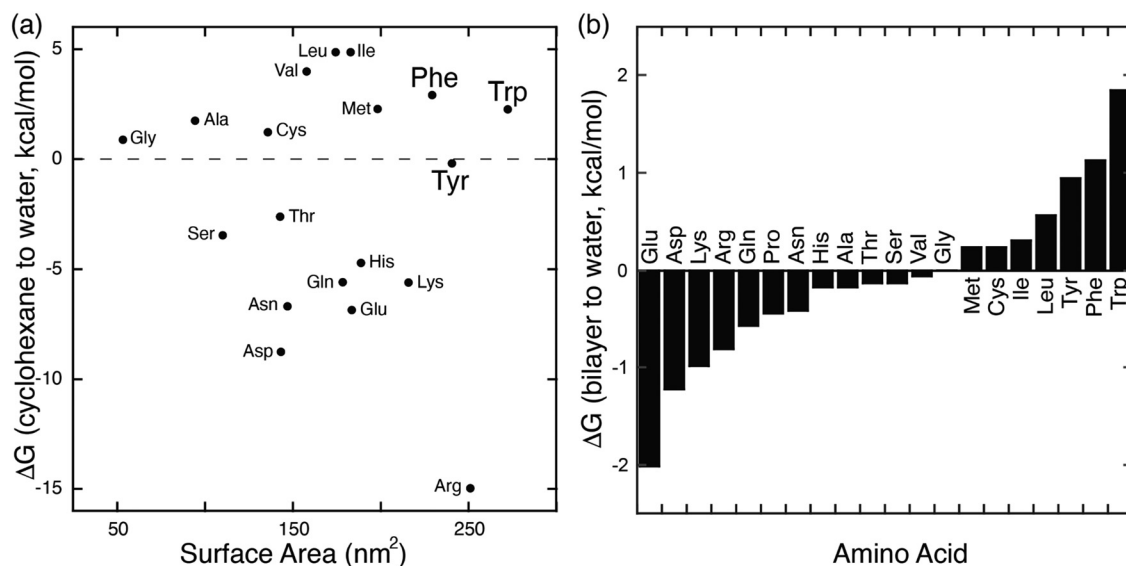 (a)
ΔG (cyclohexane to water, kcal/mol)
5
0
-5
-10
-15
Leu Ile
Val
Phe
Trp
Met
Ala
Gly
Cys
Tyr
Thr
Ser
His
Gln
Lys
Asn
Glu
Asp
Arg
50
150
250
Surface Area (nm²)
(b)
ΔG (bilayer to water, kcal/mol)
2
1
0
-1
-2
Glu
Asp
Lys
Arg
Gln
Pro
Asn
His
Ala
Thr
Ser
Val
Gly
Met
Cys
Ile
Leu
Tyr
Phe
Trp
Amino Acid